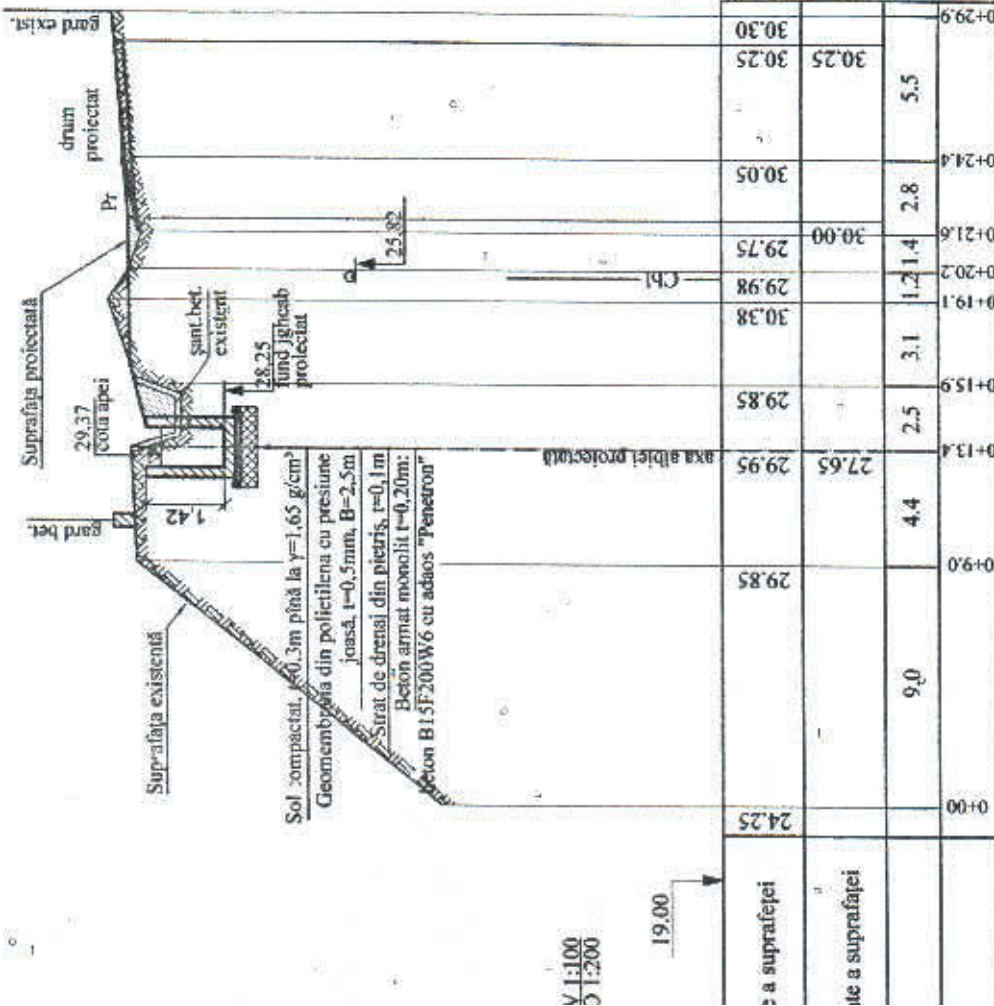 gard exist.
drum
proiectat
Pr
Suprafața proiectată
șanț.bet.
existent
29.37
cota apei
28.25
fund jgheab
proiectat
25.82
Cbl
gard bet.
1,42
Suprafața existentă
axa albiei proiectată
Sol compactat, t=0.3m pînă la γ=1,65 g/cm³
Geomembrana din polietilena cu presiune
joasă, t=0,5mm, B=2,5m
Strat de drenaj din pietriș, t=0,1m
Beton armat monolit t=0,20m:
Beton B15F200W6 cu adaos "Penetron"
V 1:100
O 1:200
19.00
e a suprafeței
24.25
29.85
29.95
29.85
30.38
29.98
29.75
30.05
30.25
30.30
te a suprafaței
27.65
30.00
30.25
9.0
4.4
2.5
3.1
1.2
1.4
2.8
5.5
0+00
0+9.0
0+13.4
0+15.9
0+19.1
0+20.2
0+21.6
0+24.4
0+29.9